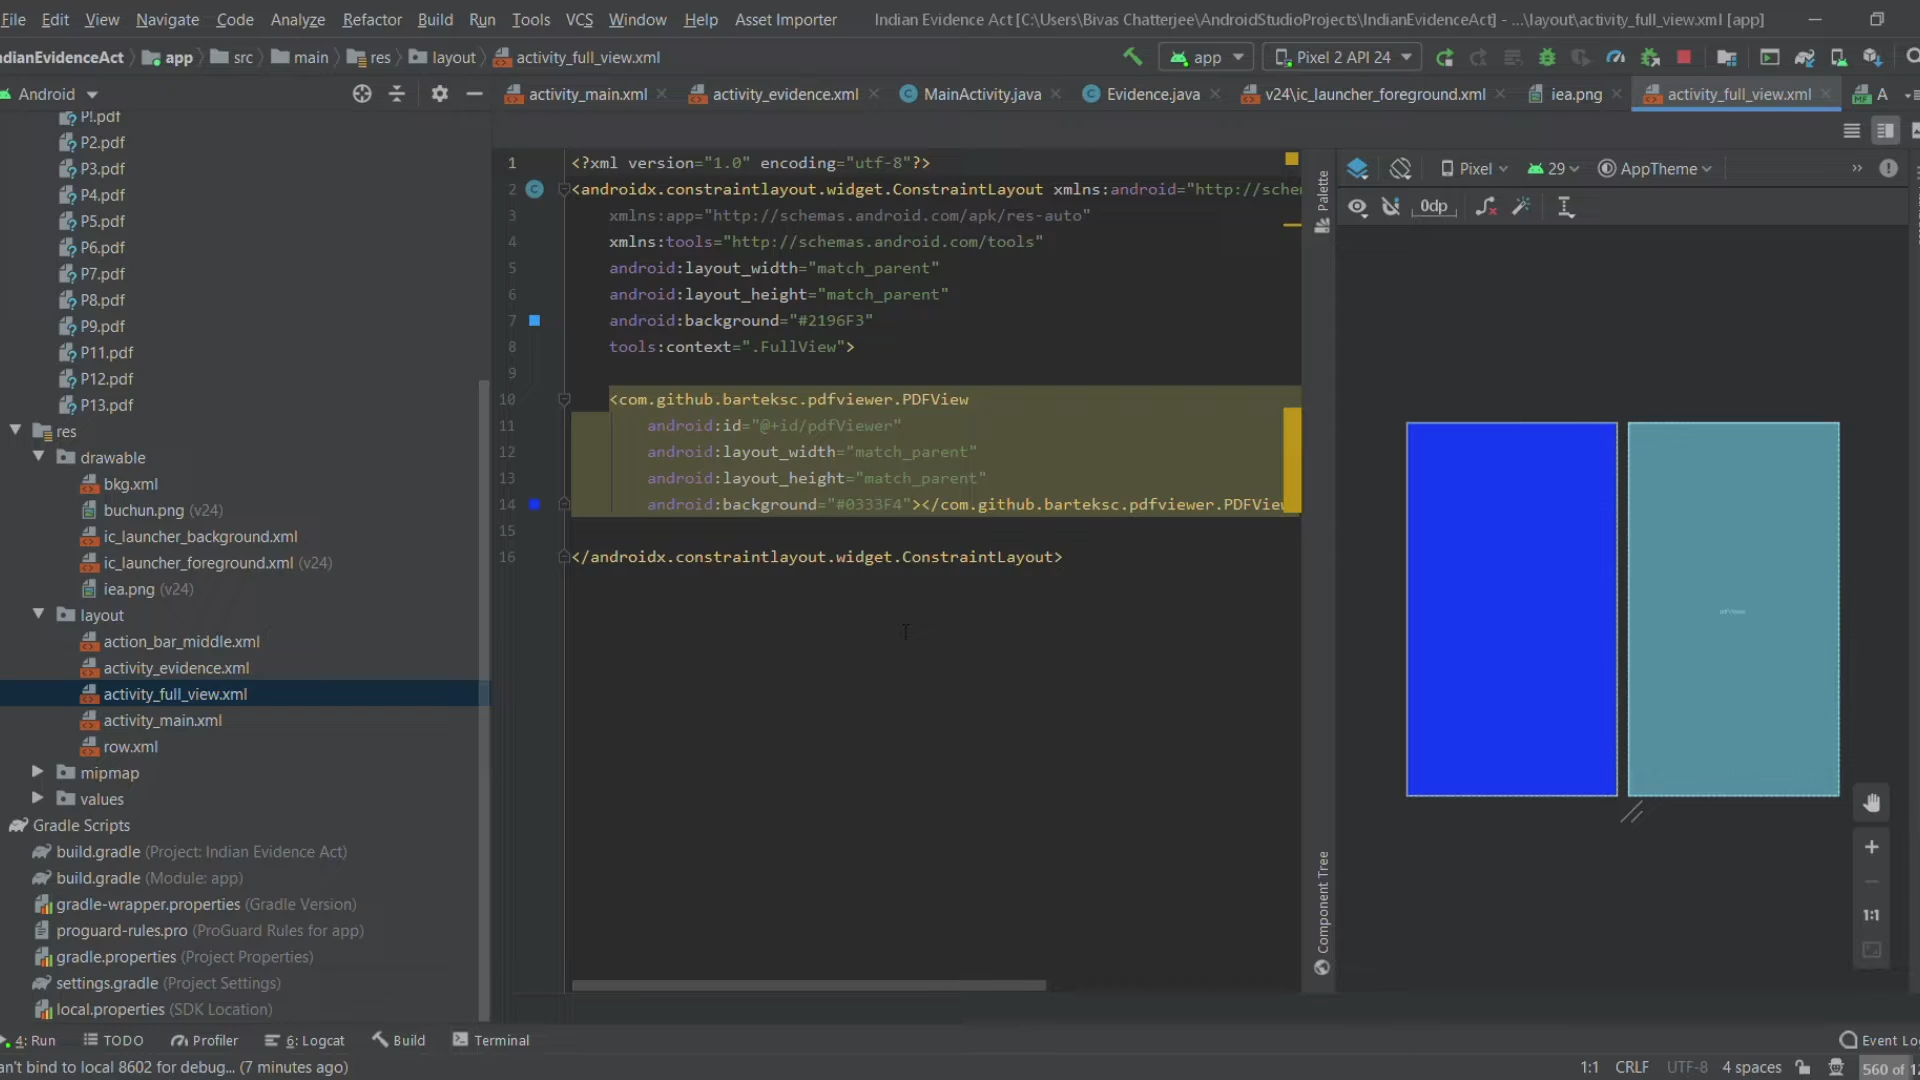 File Edit View Navigate Code Analyze Refactor Build Run Tools VCS Window Help Asset Importer Indian Evidence Act [C:\Users\Bivas Chatterjee\AndroidStudioProjects\IndianEvidenceAct] - ...\layout\activity_full_view.xml [app]
ndianEvidenceAct app src main res layout activity_full_view.xml app Pixel 2 API 24
Android activity_main.xml activity_evidence.xml MainActivity.java Evidence.java v24\ic_launcher_foreground.xml iea.png activity_full_view.xml A
P!.pdf
P2.pdf
P3.pdf
P4.pdf
P5.pdf
P6.pdf
P7.pdf
P8.pdf
P9.pdf
P11.pdf
P12.pdf
P13.pdf
res
drawable
bkg.xml
buchun.png (v24)
ic_launcher_background.xml
ic_launcher_foreground.xml (v24)
iea.png (v24)
layout
action_bar_middle.xml
activity_evidence.xml
activity_full_view.xml
activity_main.xml
row.xml
mipmap
values
Gradle Scripts
build.gradle (Project: Indian Evidence Act)
build.gradle (Module: app)
gradle-wrapper.properties (Gradle Version)
proguard-rules.pro (ProGuard Rules for app)
gradle.properties (Project Properties)
settings.gradle (Project Settings)
local.properties (SDK Location)
1 <?xml version="1.0" encoding="utf-8"?>
2 <androidx.constraintlayout.widget.ConstraintLayout xmlns:android="http://schem
3 xmlns:app="http://schemas.android.com/apk/res-auto"
4 xmlns:tools="http://schemas.android.com/tools"
5 android:layout_width="match_parent"
6 android:layout_height="match_parent"
7 android:background="#2196F3"
8 tools:context=".FullView">
9
10 <com.github.barteksc.pdfviewer.PDFView
11 android:id="@+id/pdfViewer"
12 android:layout_width="match_parent"
13 android:layout_height="match_parent"
14 android:background="#0333F4"></com.github.barteksc.pdfviewer.PDFView
15
16 </androidx.constraintlayout.widget.ConstraintLayout>
Palette
Component Tree
Pixel 29 AppTheme
0dp
pdfViewer
1:1
4: Run TODO Profiler 6: Logcat Build Terminal Event Lo
an't bind to local 8602 for debug... (7 minutes ago) 1:1 CRLF UTF-8 4 spaces 560 of 12